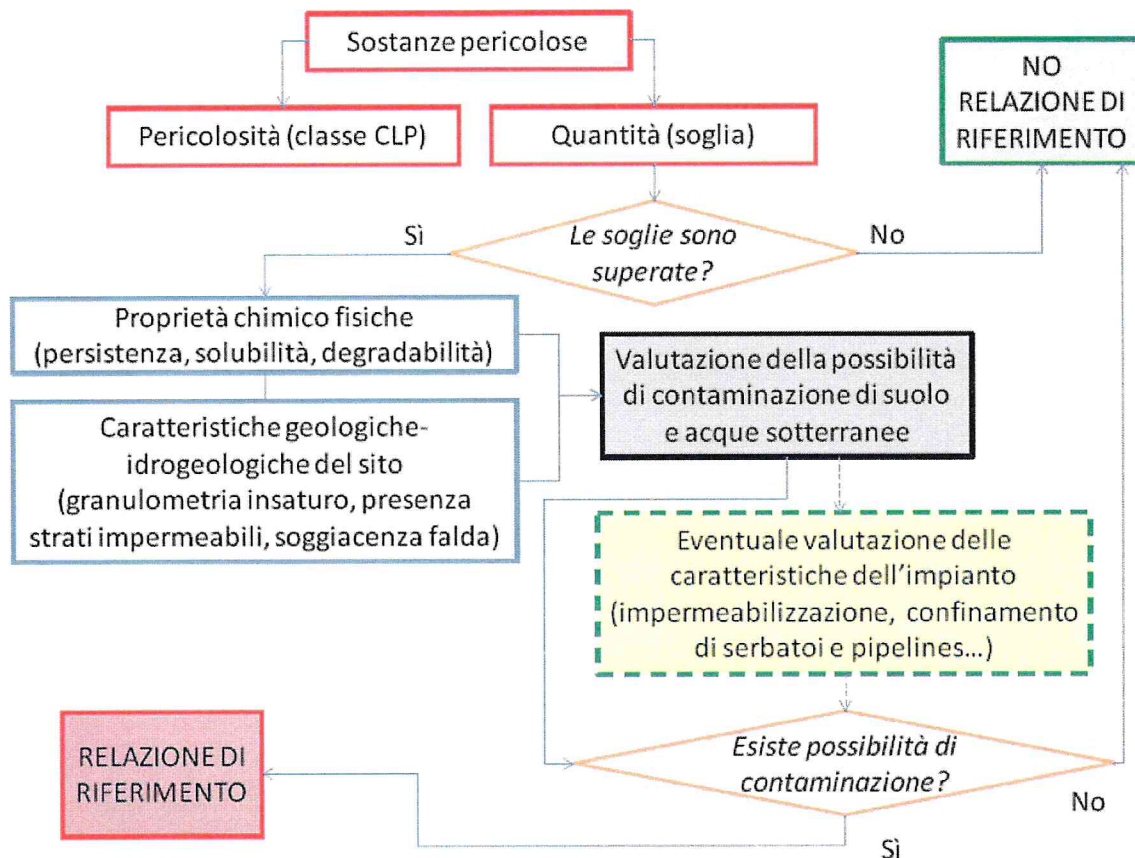 Sostanze pericolose
NO
RELAZIONE DI
RIFERIMENTO
Pericolosità (classe CLP)
Quantità (soglia)
Sì
Le soglie sono
superate?
No
Proprietà chimico fisiche
(persistenza, solubilità, degradabilità)
Valutazione della possibilità
di contaminazione di suolo
e acque sotterranee
Caratteristiche geologiche-
idrogeologiche del sito
(granulometria insaturo, presenza
strati impermeabili, soggiacenza falda)
Eventuale valutazione delle
caratteristiche dell'impianto
(impermeabilizzazione, confinamento
di serbatoi e pipelines...)
RELAZIONE DI
RIFERIMENTO
Esiste possibilità di
contaminazione?
No
Sì